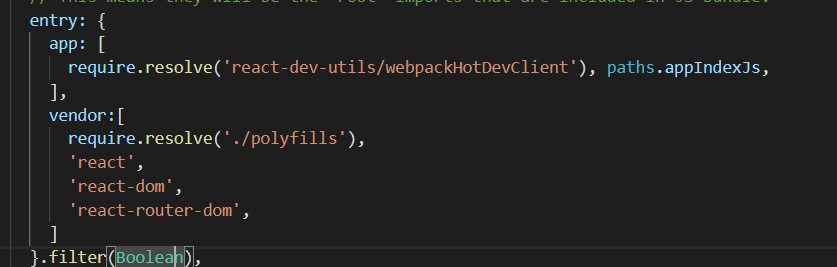 // This means they will be the "root" imports that are included in JS bundle.
entry: {
app: [
require.resolve('react-dev-utils/webpackHotDevClient'), paths.appIndexJs,
],
vendor:[
require.resolve('./polyfills'),
'react',
'react-dom',
'react-router-dom',
]
}.filter(Boolean),